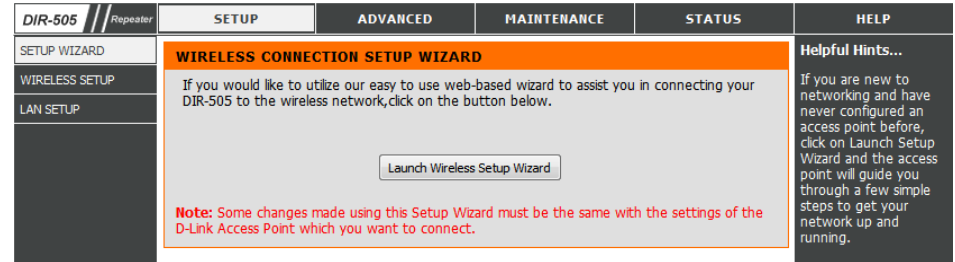 DIR-505 Repeater
SETUP ADVANCED MAINTENANCE STATUS HELP
SETUP WIZARD
WIRELESS SETUP
LAN SETUP
WIRELESS CONNECTION SETUP WIZARD
If you would like to utilize our easy to use web-based wizard to assist you in connecting your
DIR-505 to the wireless network,click on the button below.
Launch Wireless Setup Wizard
Note: Some changes made using this Setup Wizard must be the same with the settings of the
D-Link Access Point which you want to connect.
Helpful Hints...
If you are new to
networking and have
never configured an
access point before,
click on Launch Setup
Wizard and the access
point will guide you
through a few simple
steps to get your
network up and
running.